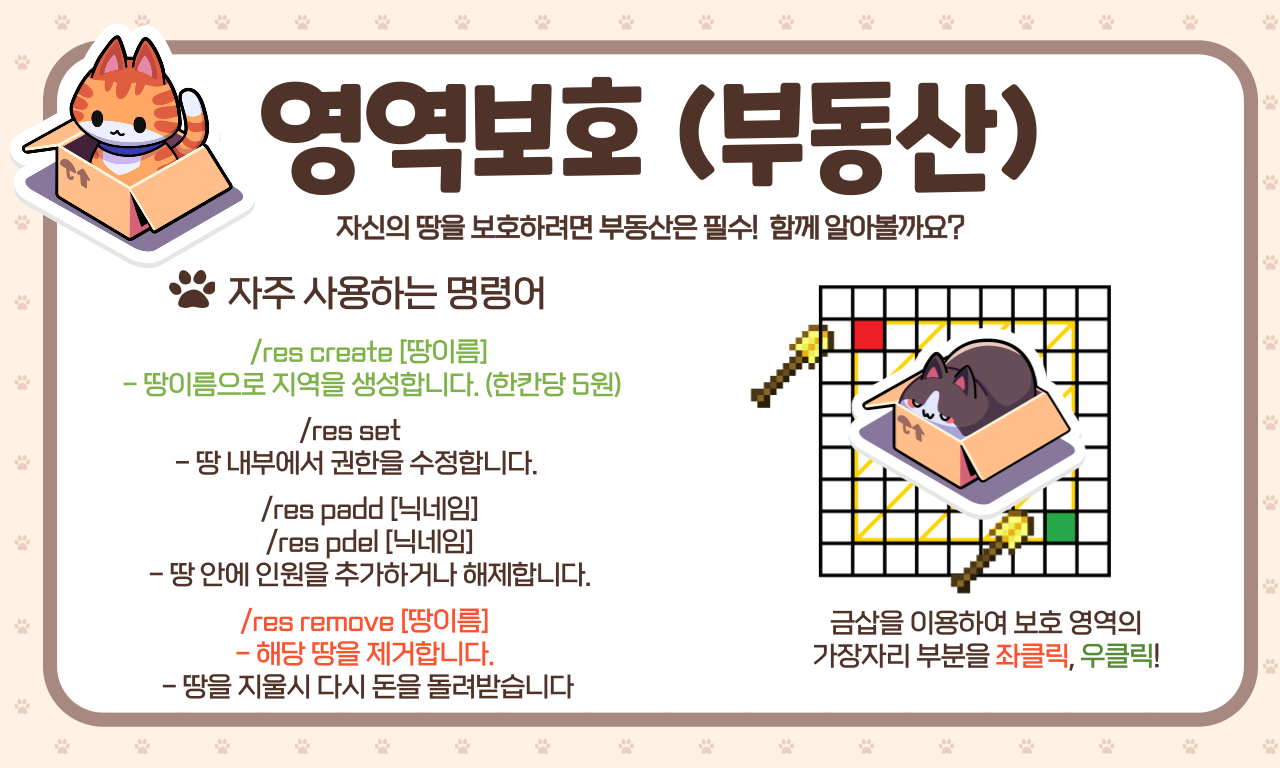 영역보호 (부동산)
자신의 땅을 보호하려면 부동산은 필수! 함께 알아볼까요?
자주 사용하는 명령어
/res create [땅이름]
- 땅이름으로 지역을 생성합니다. (한칸당 5원)
/res set
- 땅 내부에서 권한을 수정합니다.
/res padd [닉네임]
/res pdel [닉네임]
- 땅 안에 인원을 추가하거나 해제합니다.
/res remove [땅이름]
- 해당 땅을 제거합니다.
- 땅을 지울시 다시 돈을 돌려받습니다
금삽을 이용하여 보호 영역의
가장자리 부분을 좌클릭, 우클릭!